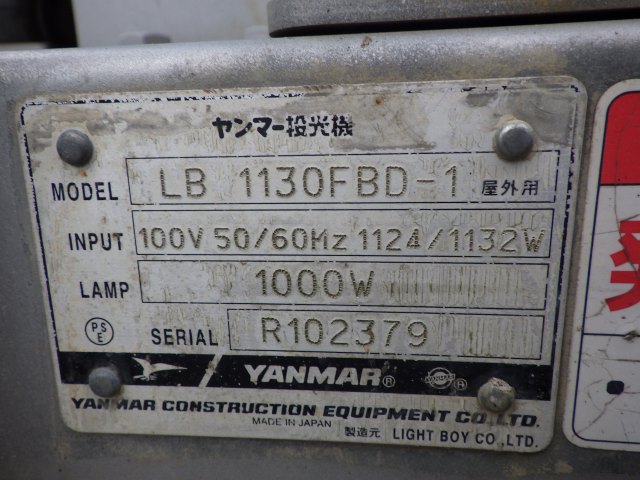 ヤンマー投光機
MODEL LB 1130FBD-1 屋外用
INPUT 100V 50/60Hz 1124/1132W
LAMP 1000W
PSE SERIAL R102379
YANMAR® YANMAR ®
YANMAR CONSTRUCTION EQUIPMENT CO.,LTD.
MADE IN JAPAN 製造元 LIGHT BOY CO.,LTD.